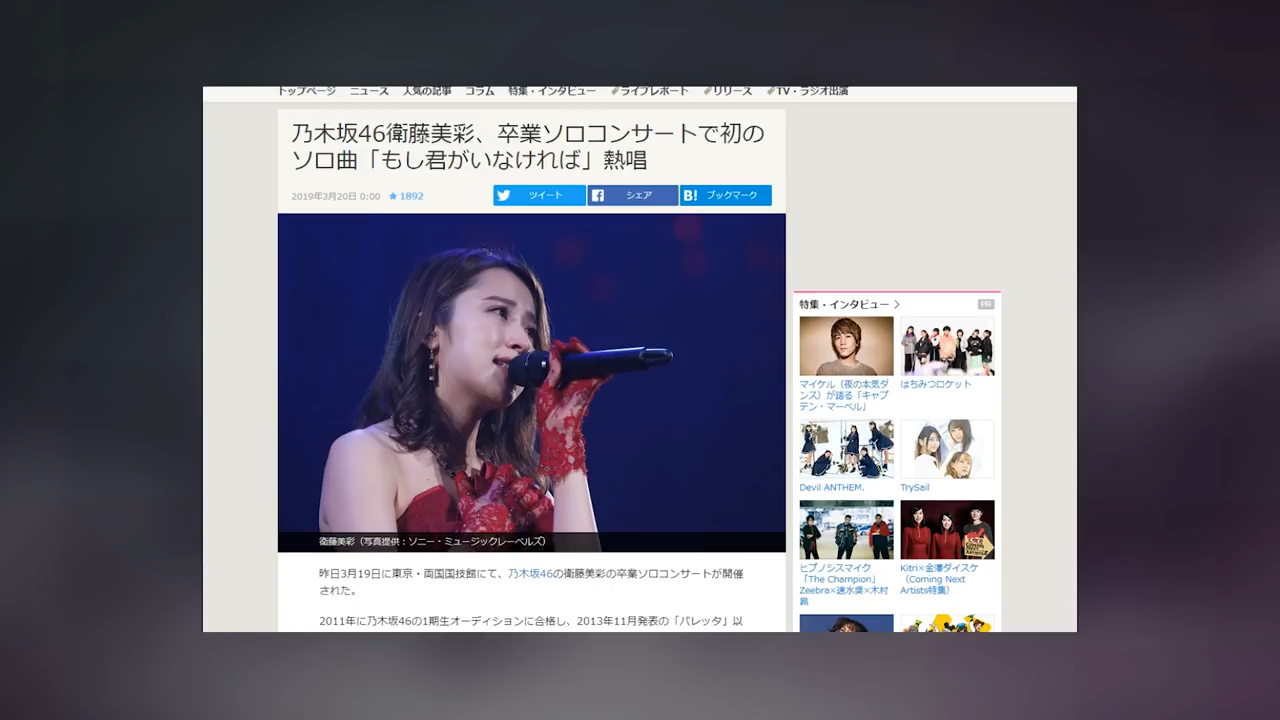 トップページ ニュース 人気の記事 コラム 特集・インタビュー ライブレポート リリース TV・ラジオ出演
乃木坂46衛藤美彩、卒業ソロコンサートで初の
ソロ曲「もし君がいなければ」熱唱
2019年3月20日 0:00 ★ 1892
ツイート
シェア
B! ブックマーク
衛藤美彩（写真提供：ソニー・ミュージックレーベルズ）
昨日3月19日に東京・両国国技館にて、乃木坂46の衛藤美彩の卒業ソロコンサートが開催
された。
2011年に乃木坂46の1期生オーディションに合格し、2013年11月発表の「バレッタ」以
特集・インタビュー
PR
マイケル（夜の本気ダ
ンス）が語る「キャプ
テン・マーベル」
はちみつロケット
Devil ANTHEM.
TrySail
ヒプノシスマイク
「The Champion」
Zeebra×速水奨×木村
昴
Kitri×金澤ダイスケ
（Coming Next
Artists特集）